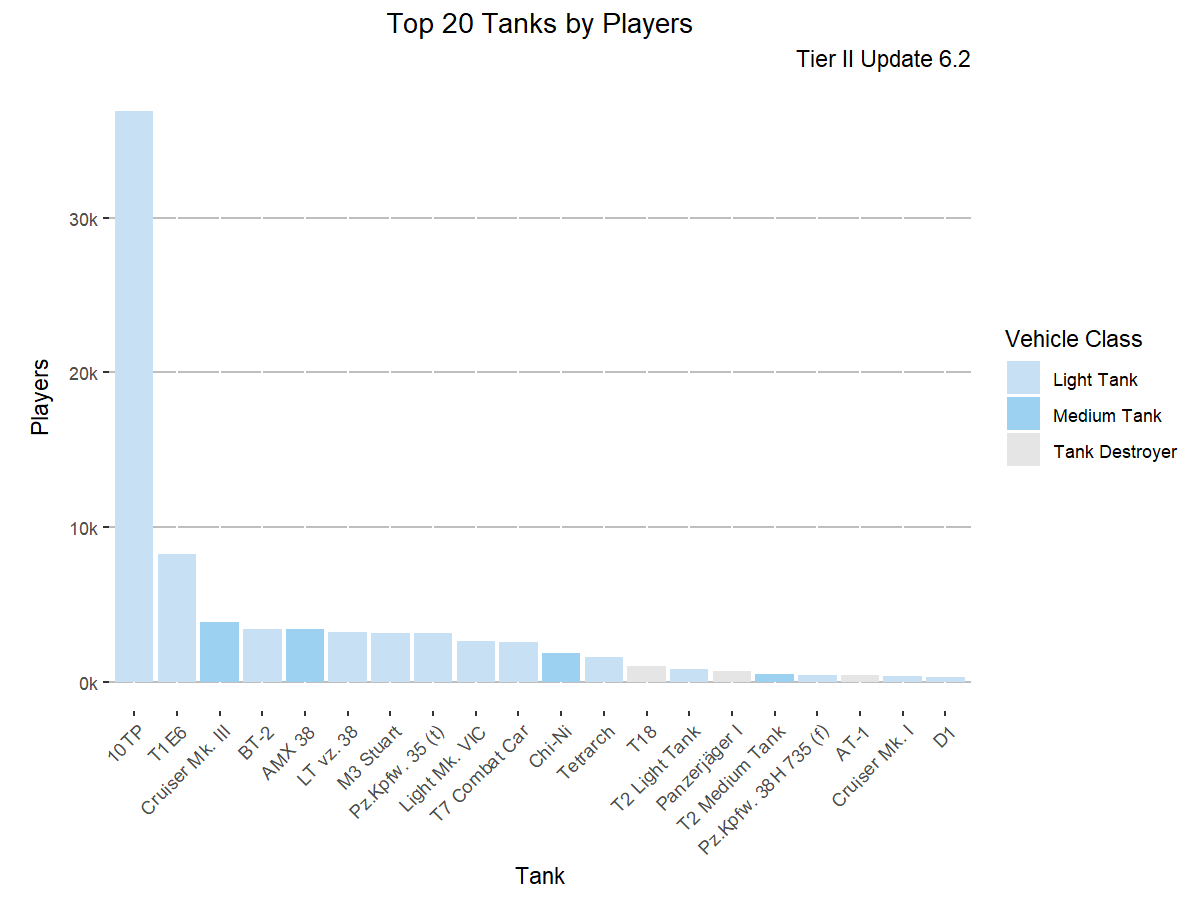 Top 20 Tanks by Players
Tier II Update 6.2
Players
30k
20k
10k
0k
10TP
T1E6
Cruiser Mk. III
BT-2
AMX 38
LT vz. 38
M3 Stuart
Pz.Kpfw. 35 (t)
Light Mk. VIC
T7 Combat Car
Chi-Ni
Tetrarch
T18
T2 Light Tank
Panzerjäger I
T2 Medium Tank
Pz.Kpfw. 38H 735 (f)
AT-1
Cruiser Mk. I
D1
Tank
Vehicle Class
Light Tank
Medium Tank
Tank Destroyer